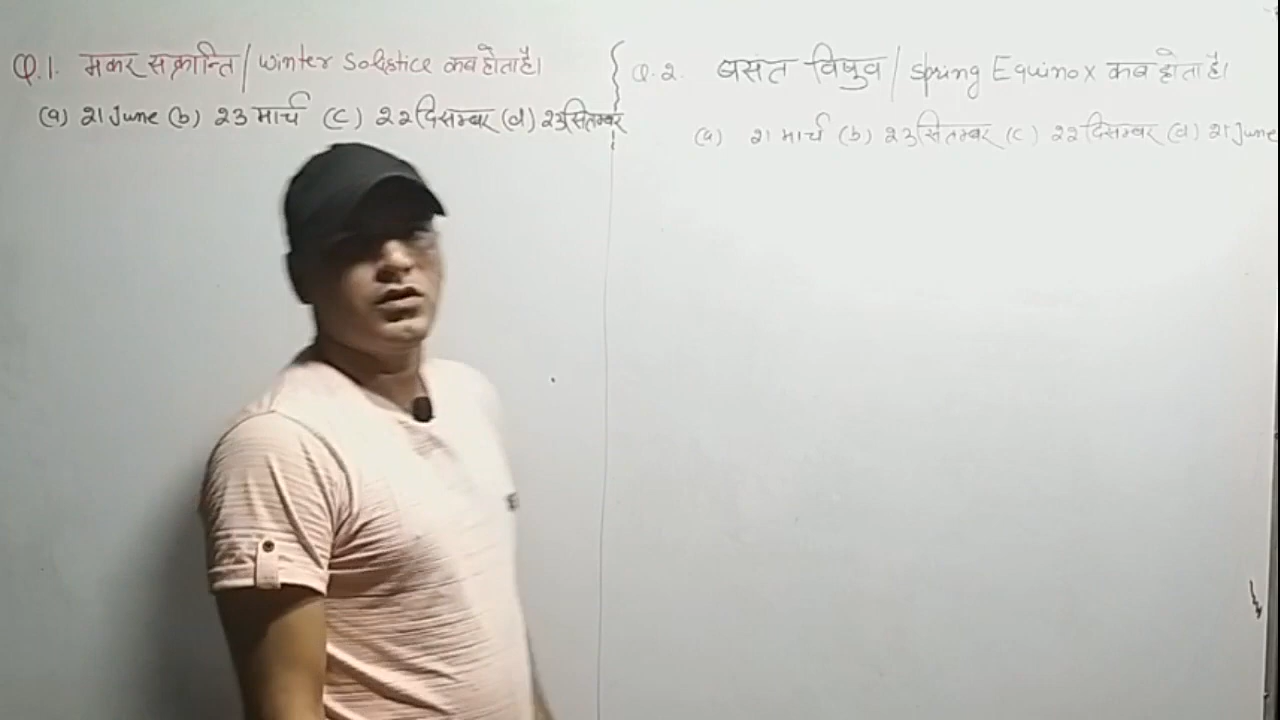 Q.1. मकर सक्रान्ति / winter Solistice कब होता है।
(a) 21 June (b) 23 मार्च (c) 22 दिसम्बर (d) 23 सितम्बर
Q.2. बसंत विषुव / spring Equinox कब होता है।
(a) 21 मार्च (b) 23 सितम्बर (c) 22 दिसम्बर (d) 21 June